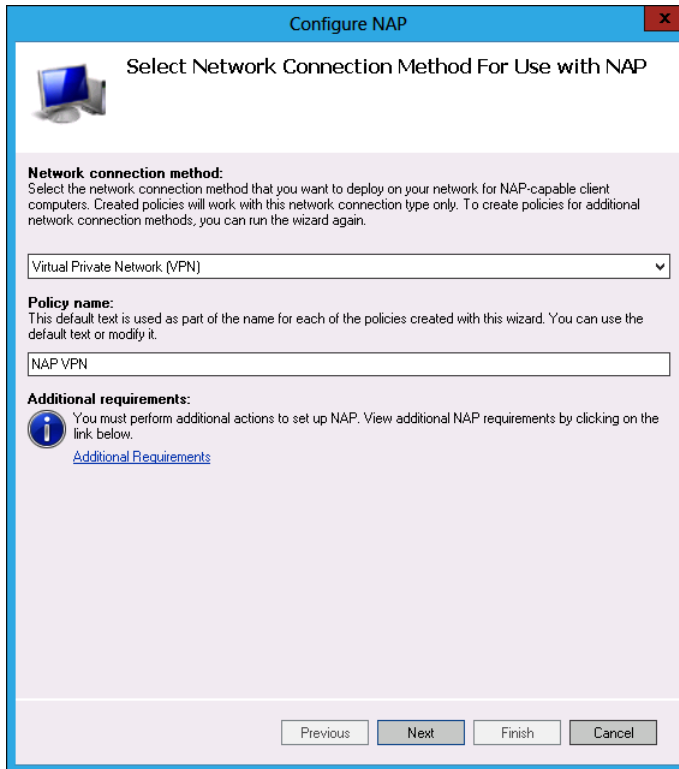 Configure NAP
x
Select Network Connection Method For Use with NAP
Network connection method:
Select the network connection method that you want to deploy on your network for NAP-capable client
computers. Created policies will work with this network connection type only. To create policies for additional
network connection methods, you can run the wizard again.
Virtual Private Network (VPN)
Policy name:
This default text is used as part of the name for each of the policies created with this wizard. You can use the
default text or modify it.
NAP VPN
Additional requirements:
You must perform additional actions to set up NAP. View additional NAP requirements by clicking on the
link below.
Additional Requirements
Previous Next Finish Cancel